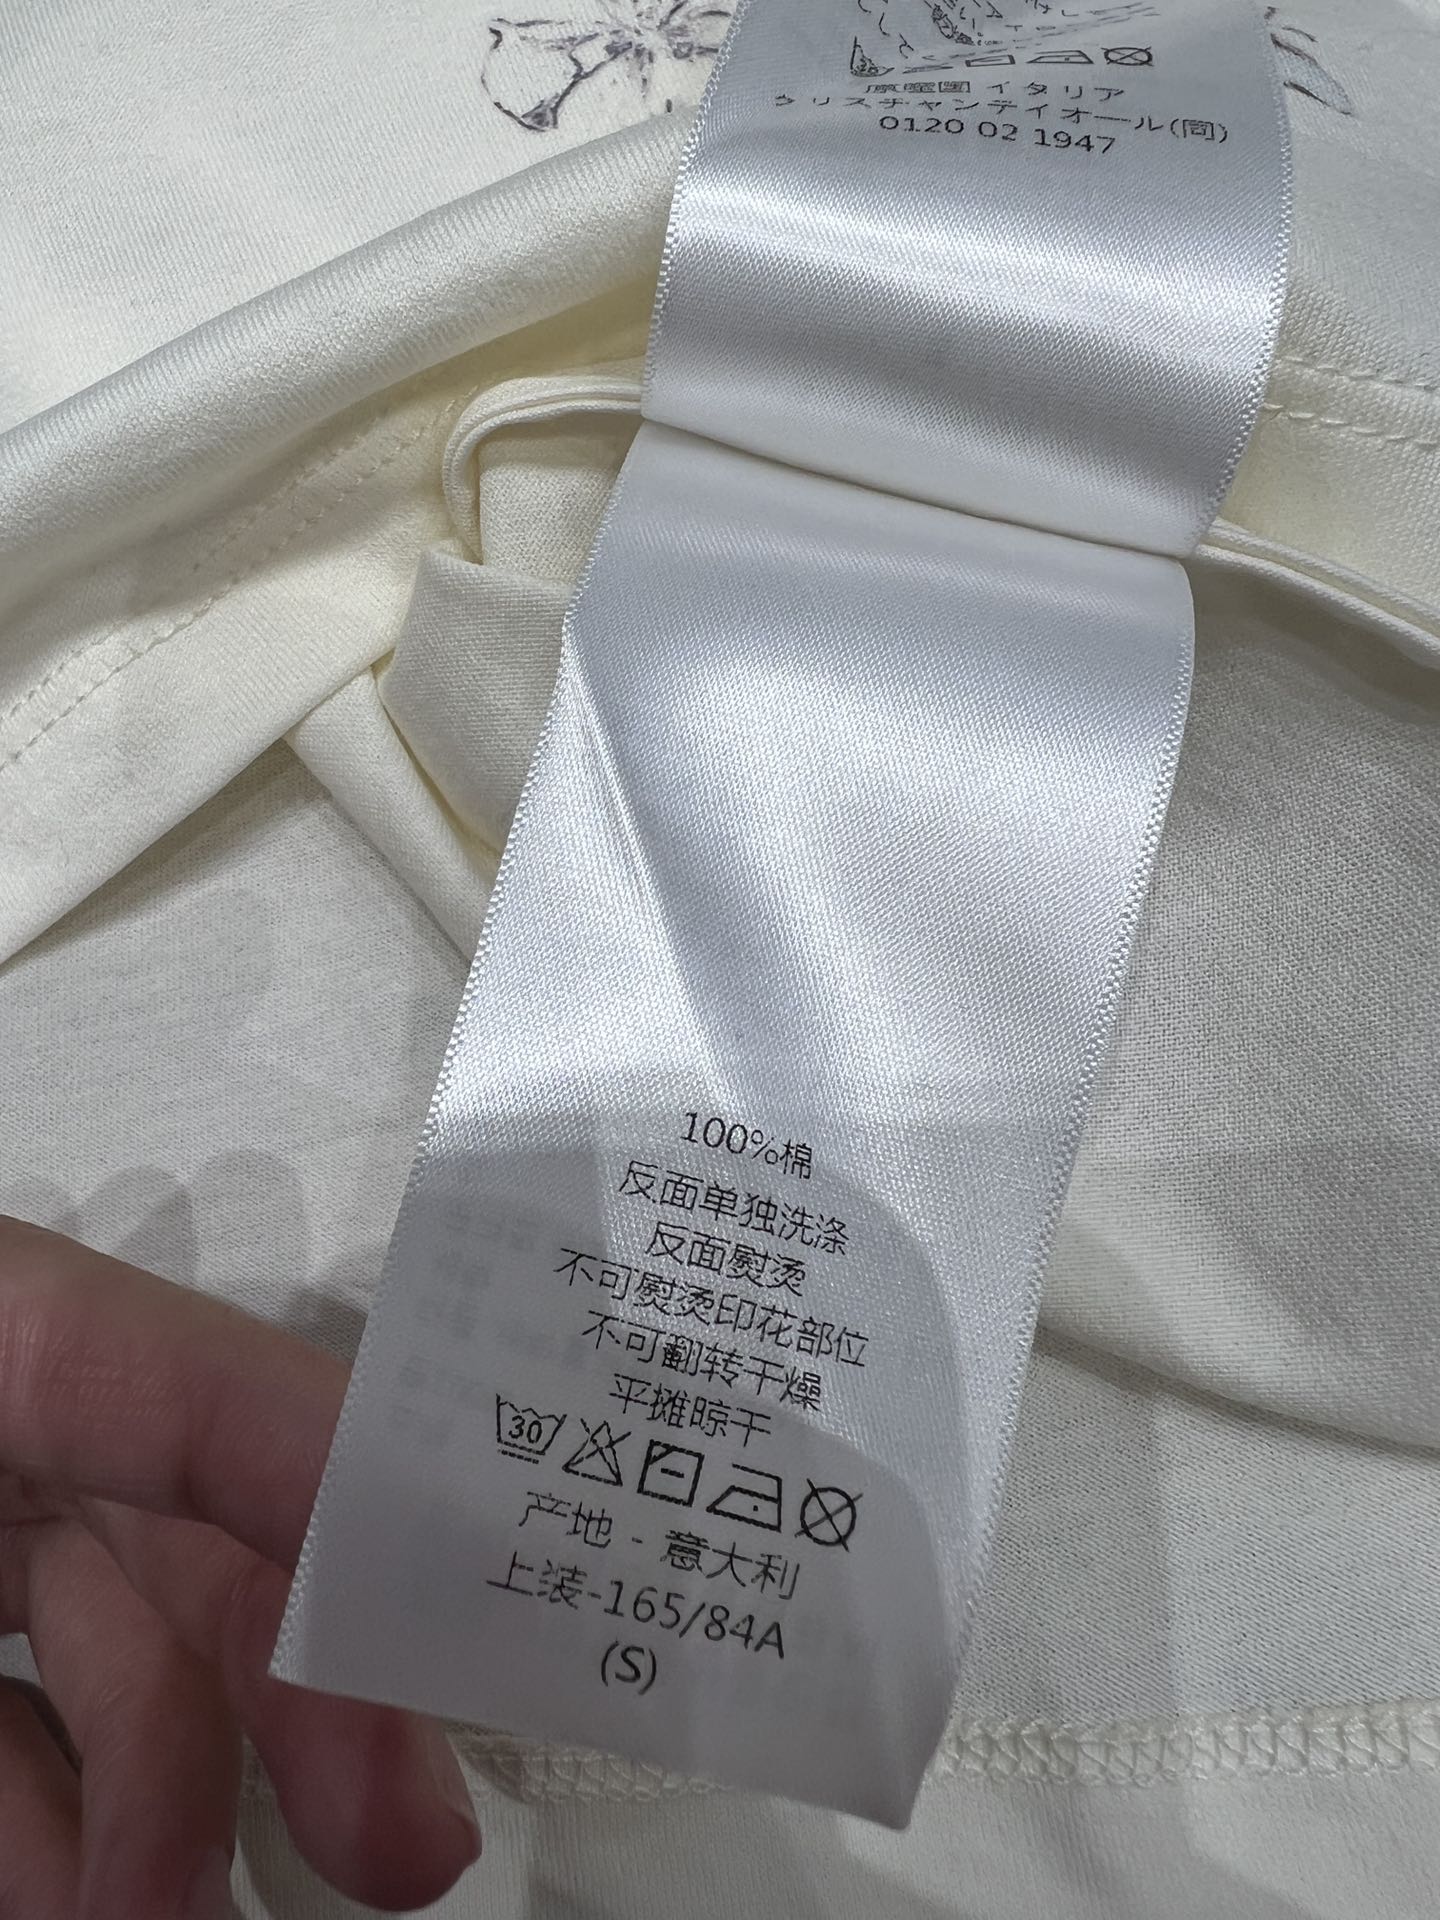 原産国 イタリア
クリスチャンディオール(同)
0120 02 1947
100%棉
反面单独洗涤
反面熨烫
不可熨烫印花部位
不可翻转干燥
平摊晾干
30
产地 - 意大利
上装-165/84A
(S)